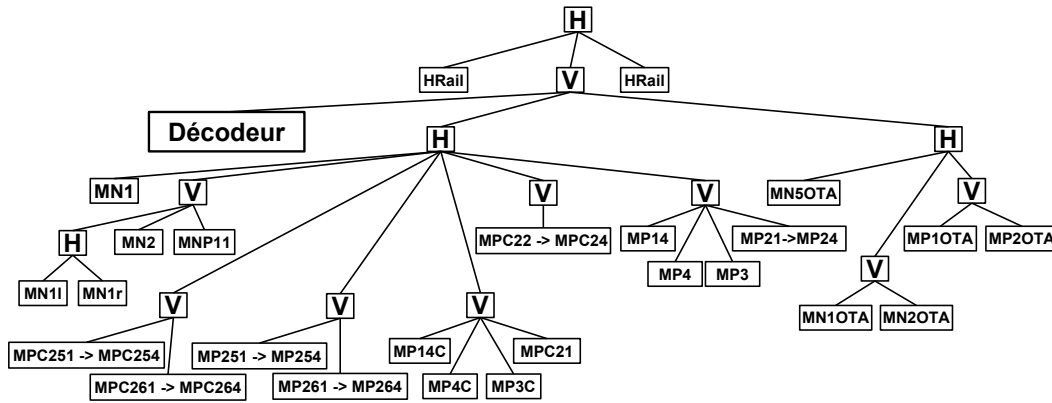 H
HRail
HRail
V
Décodeur
H
H
MN1
V
V
V
MN5OTA
V
H
MN2
MNP11
MPC22 -> MPC24
MP14
MP21->MP24
MP1OTA
MP2OTA
MN1l
MN1r
MP4
MP3
V
V
V
V
MN1OTA
MN2OTA
MPC251 -> MPC254
MP251 -> MP254
MP14C
MPC21
MPC261 -> MPC264
MP261 -> MP264
MP4C
MP3C